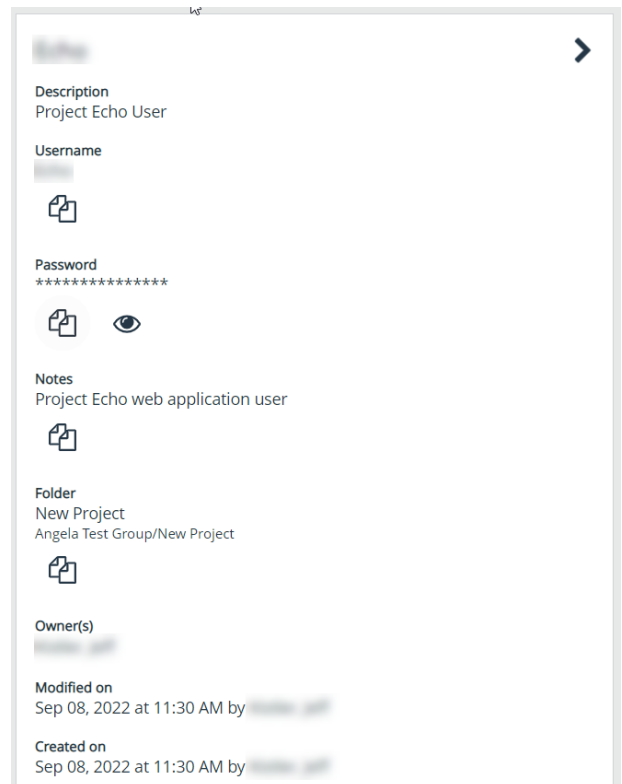 Description
Project Echo User
Username
Password
***************
Notes
Project Echo web application user
Folder
New Project
Angela Test Group/New Project
Owner(s)
Modified on
Sep 08, 2022 at 11:30 AM by
Created on
Sep 08, 2022 at 11:30 AM by